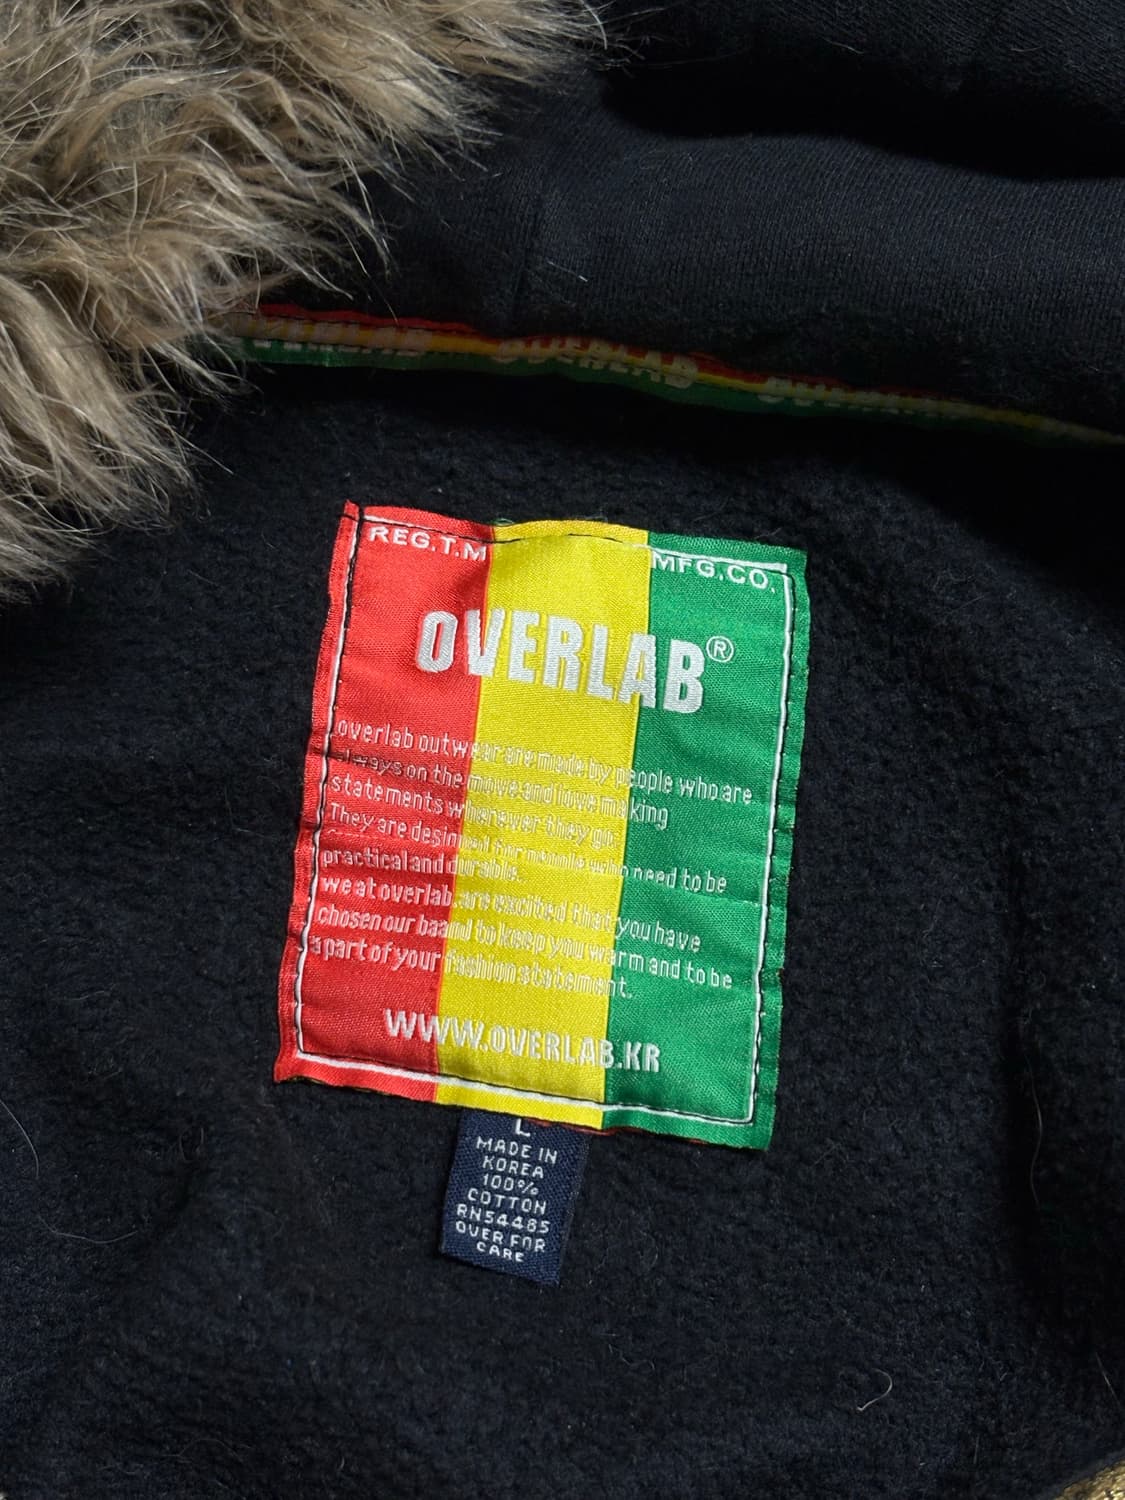 OVERLAB
REG.T.M
MFG.CO.
OVERLAB®
overlab outwear are made by people who are
always on the move and love making
statements wherever they go.
They are designed for people who need to be
practical and durable.
we at overlab are excited that you have
chosen our baand to keep you warm and to be
a part of your fashion statement.
WWW.OVERLAB.KR
L
MADE IN
KOREA
100%
COTTON
RN54485
OVER FOR
CARE